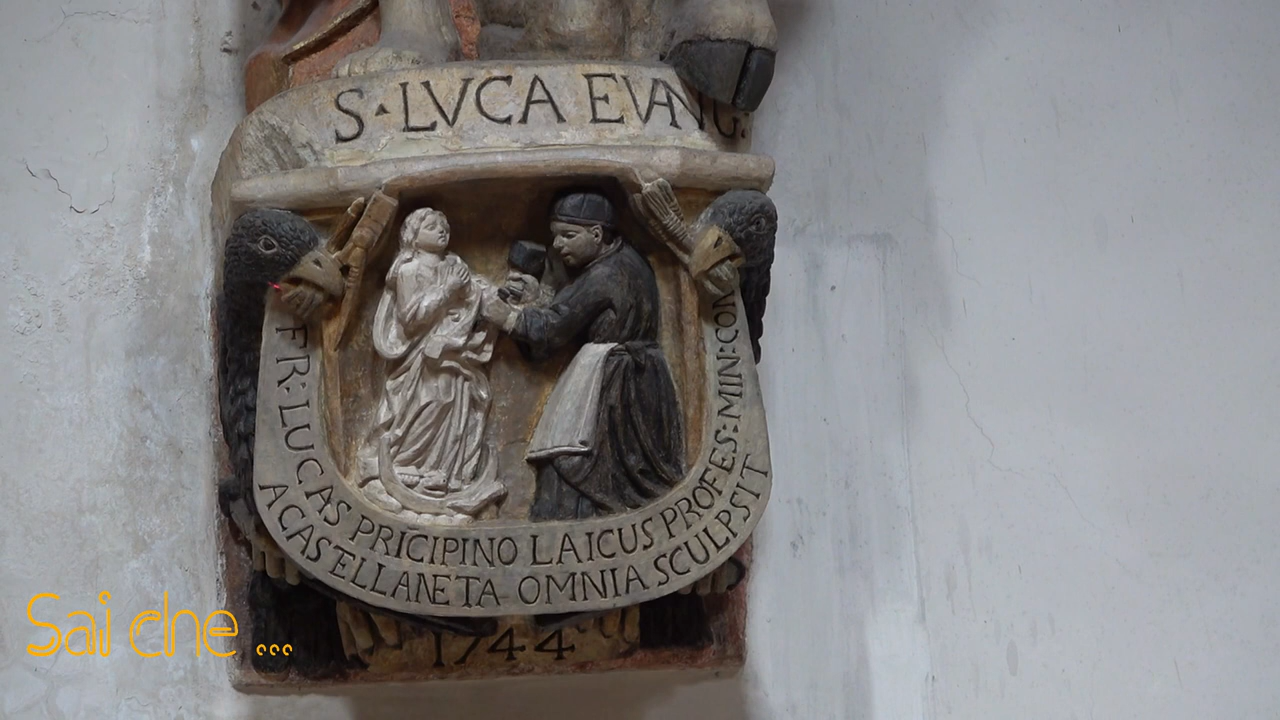 S·LVCA EVANG:
FR: LUCAS PRICIPINO LAICUS PROFES: MIN: CON
A CASTELLANETA OMNIA SCULPSIT
1744
Sai che ...